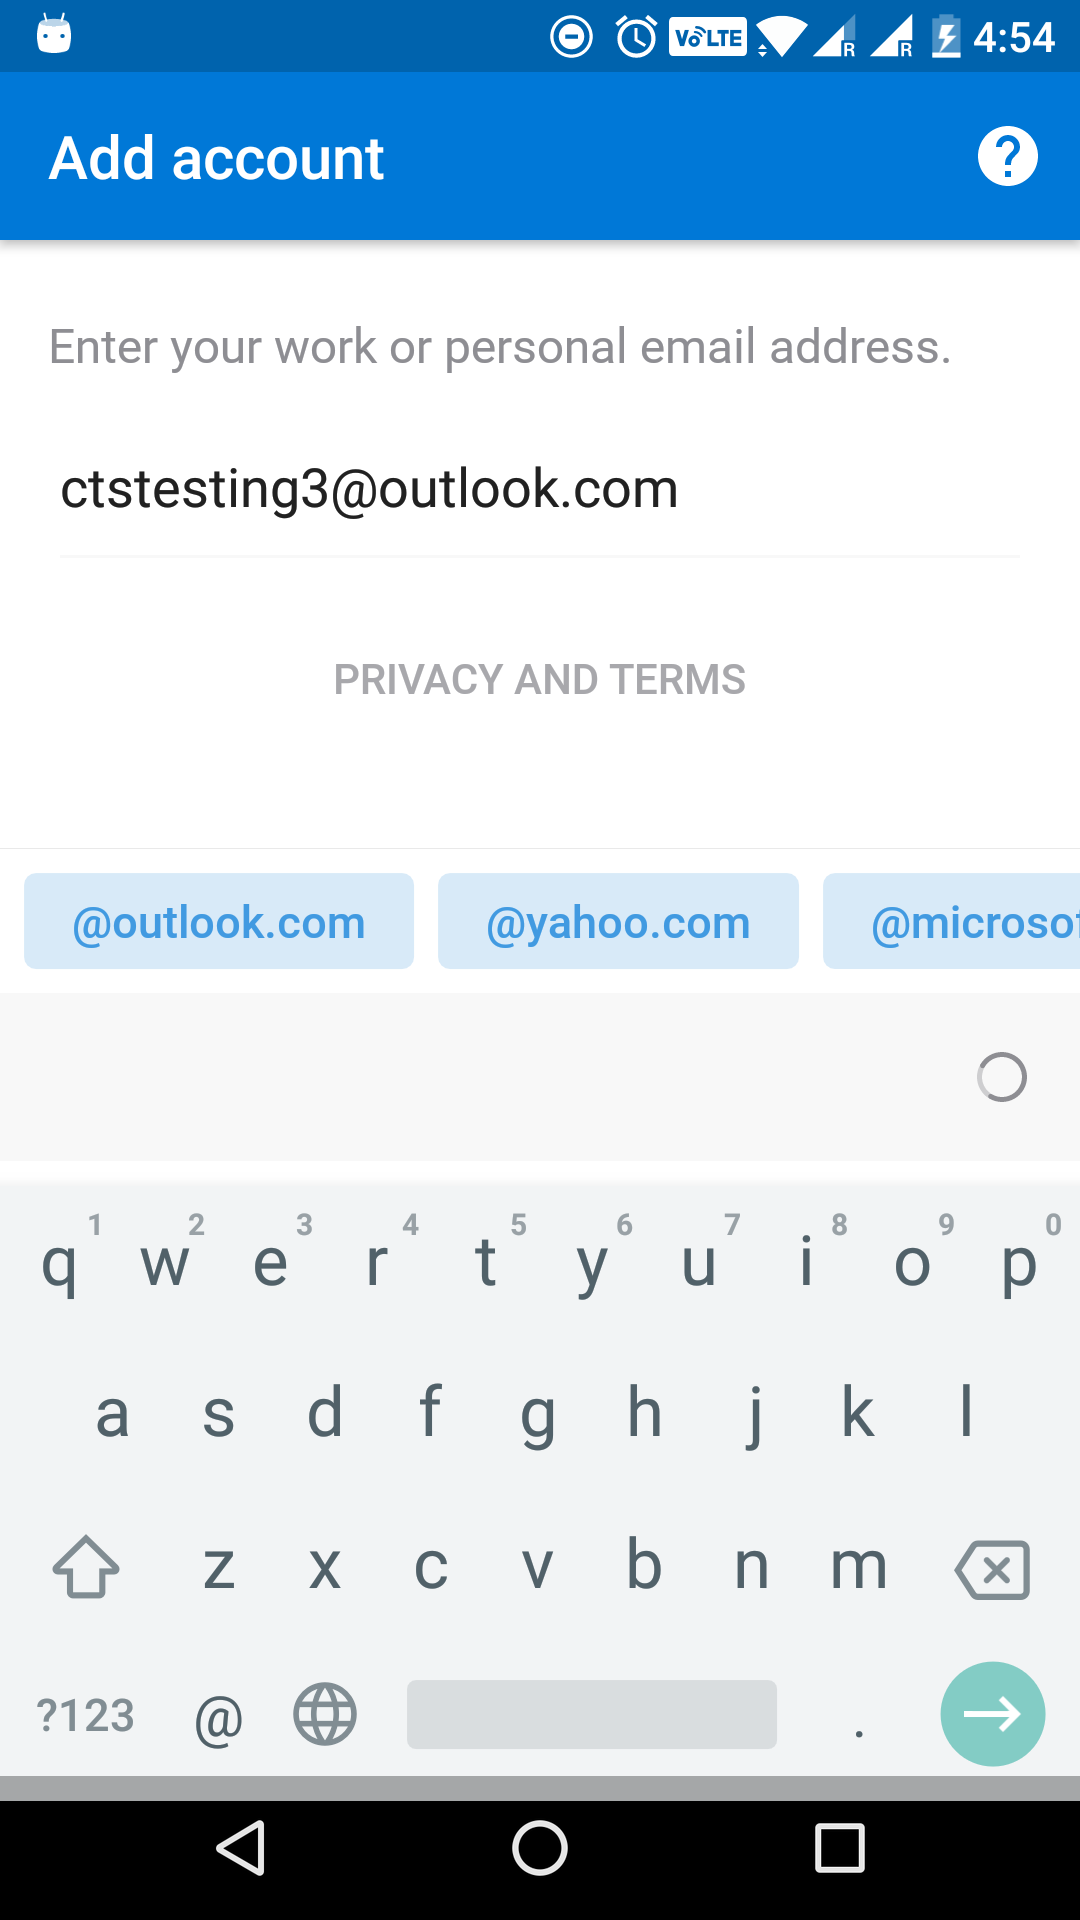 VoLTE R R 4:54
Add account
Enter your work or personal email address.
ctstesting3@outlook.com
PRIVACY AND TERMS
@outlook.com @yahoo.com @microsof
1 2 3 4 5 6 7 8 9 0
q w e r t y u i o p
a s d f g h j k l
z x c v b n m
?123 @ .